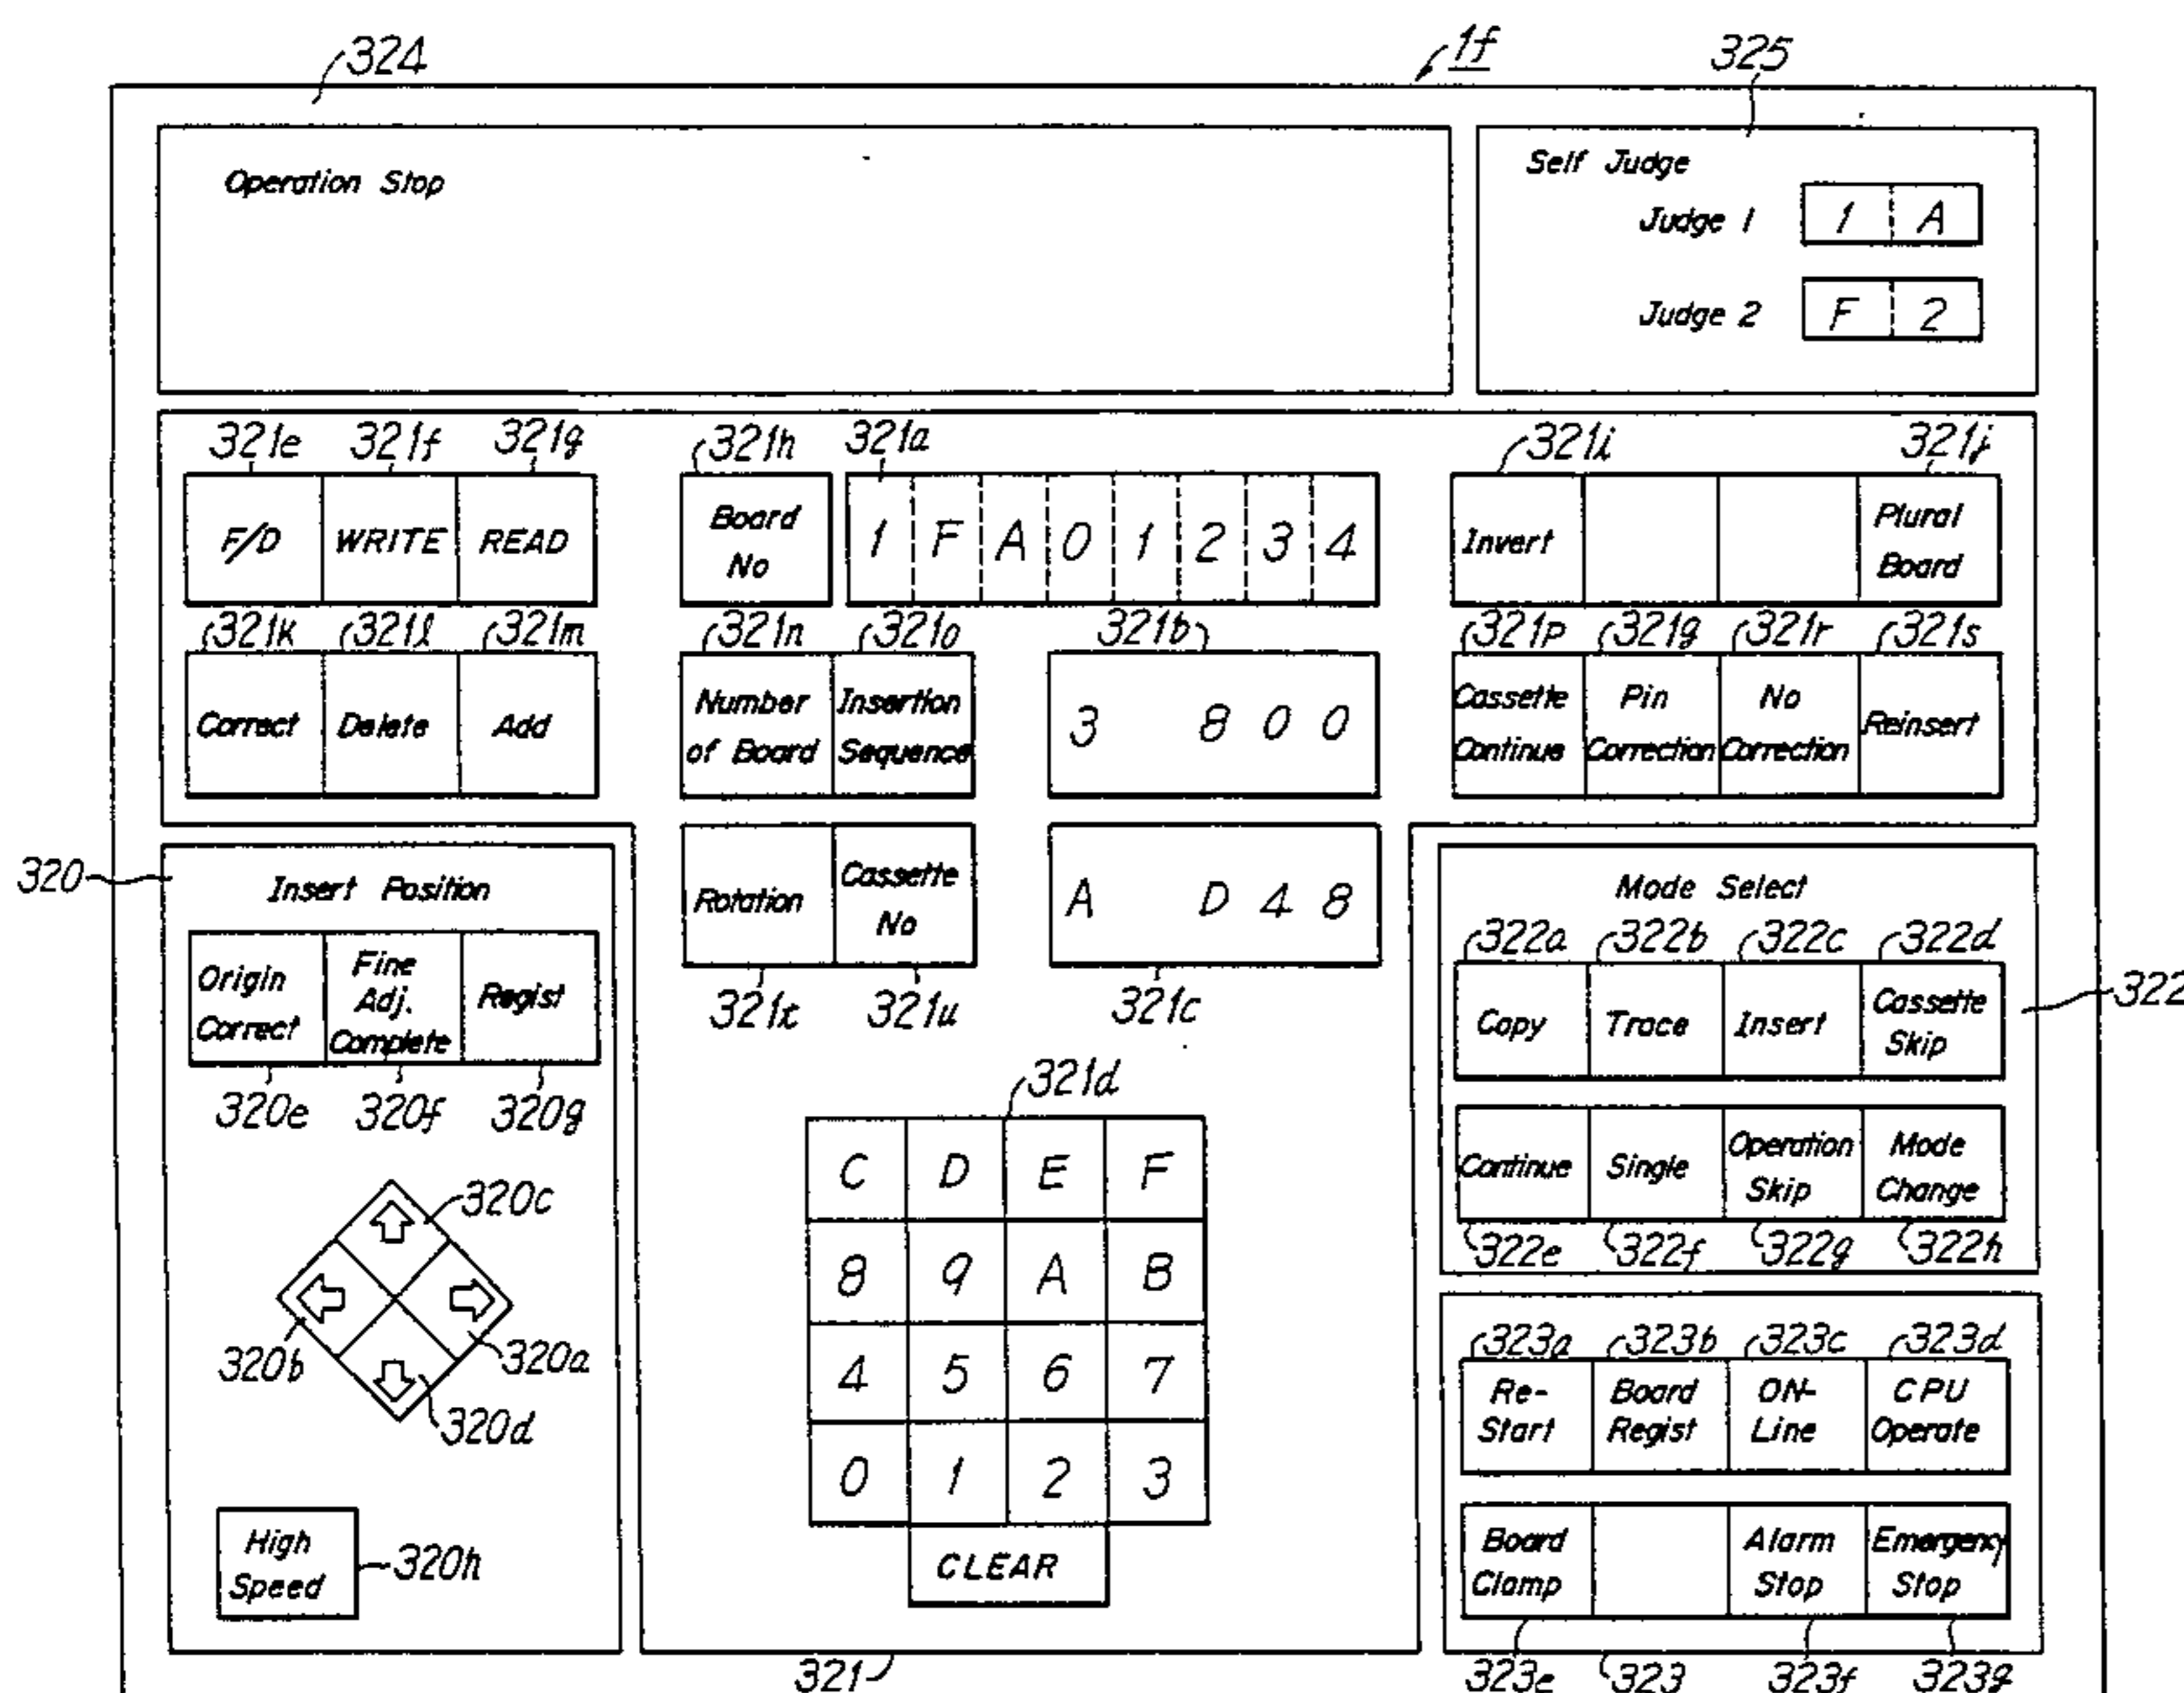 1f
324
325
Operation Stop
Self Judge
Judge 1 1 A
Judge 2 F 2
321e 321f 321g 321h 321a 321i 321j
F/D WRITE READ
Board
No
1 F A 0 1 2 3 4
Invert
Plural
Board
321k 321l 321m 321n 321o 321b 321p 321g 321r 321s
Correct Delete Add
Number
of Board
Insertion
Sequence
3 8 0 0
Cassette
Continue
Pin
Correction
No
Correction
Reinsert
320
Insert Position
Origin
Correct
Fine
Adj.
Complete
Regist
320e 320f 320g
320c
320b
320a
320d
High
Speed
320h
Rotation
Cassette
No
A D 4 8
321t 321u 321c
321d
C D E F
8 9 A B
4 5 6 7
0 1 2 3
CLEAR
321
Mode Select
322a 322b 322c 322d
Copy Trace Insert
Cassette
Skip
322
Continue Single
Operation
Skip
Mode
Change
322e 322f 322g 322h
323a 323b 323c 323d
Re-
Start
Board
Regist
ON-
Line
CPU
Operate
Board
Clamp
Alarm
Stop
Emergency
Stop
323e 323 323f 323g